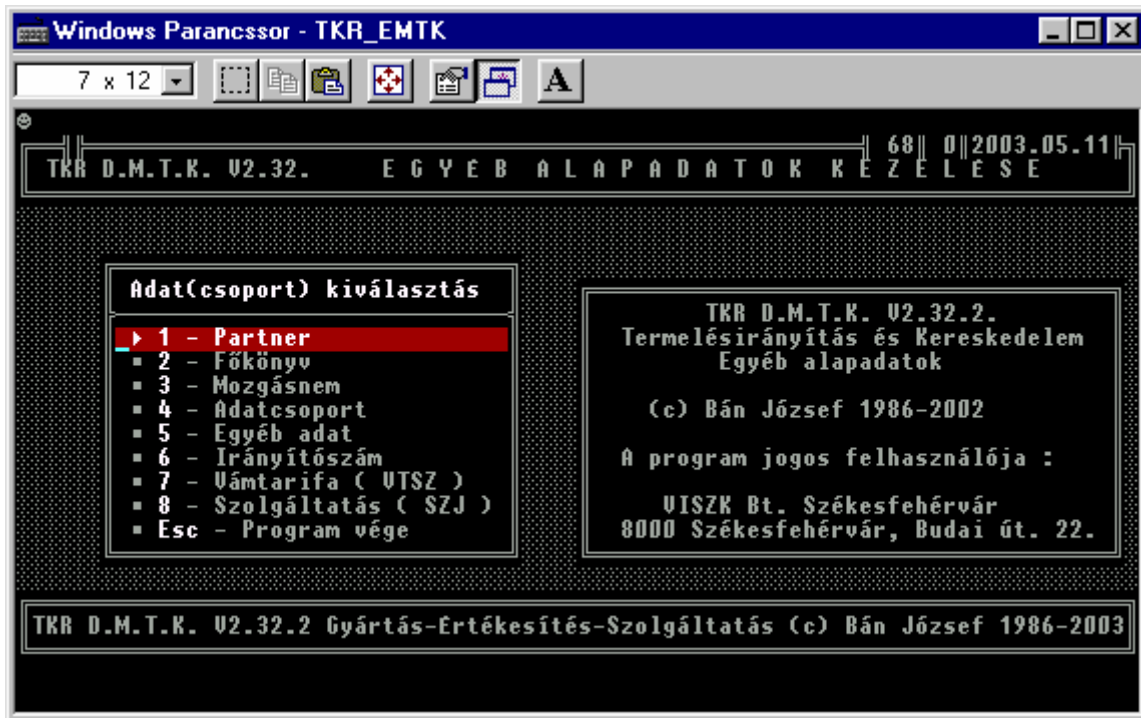 Windows Parancssor - TKR_EMTK
7 x 12
A
68 0 2003.05.11
TKR D.M.T.K. V2.32. E G Y É B A L A P A D A T O K K E Z E L É S E
Adat(csoport) kiválasztás
1 - Partner
2 - Főkönyv
3 - Mozgásnem
4 - Adatcsoport
5 - Egyéb adat
6 - Irányítószám
7 - Vámtarifa ( VTSZ )
8 - Szolgáltatás ( SZJ )
Esc - Program vége
TKR D.M.T.K. V2.32.2.
Termelésirányítás és Kereskedelem
Egyéb alapadatok
(c) Bán József 1986-2002
A program jogos felhasználója :
VISZK Bt. Székesfehérvár
8000 Székesfehérvár, Budai út. 22.
TKR D.M.T.K. V2.32.2 Gyártás-Értékesítés-Szolgáltatás (c) Bán József 1986-2003